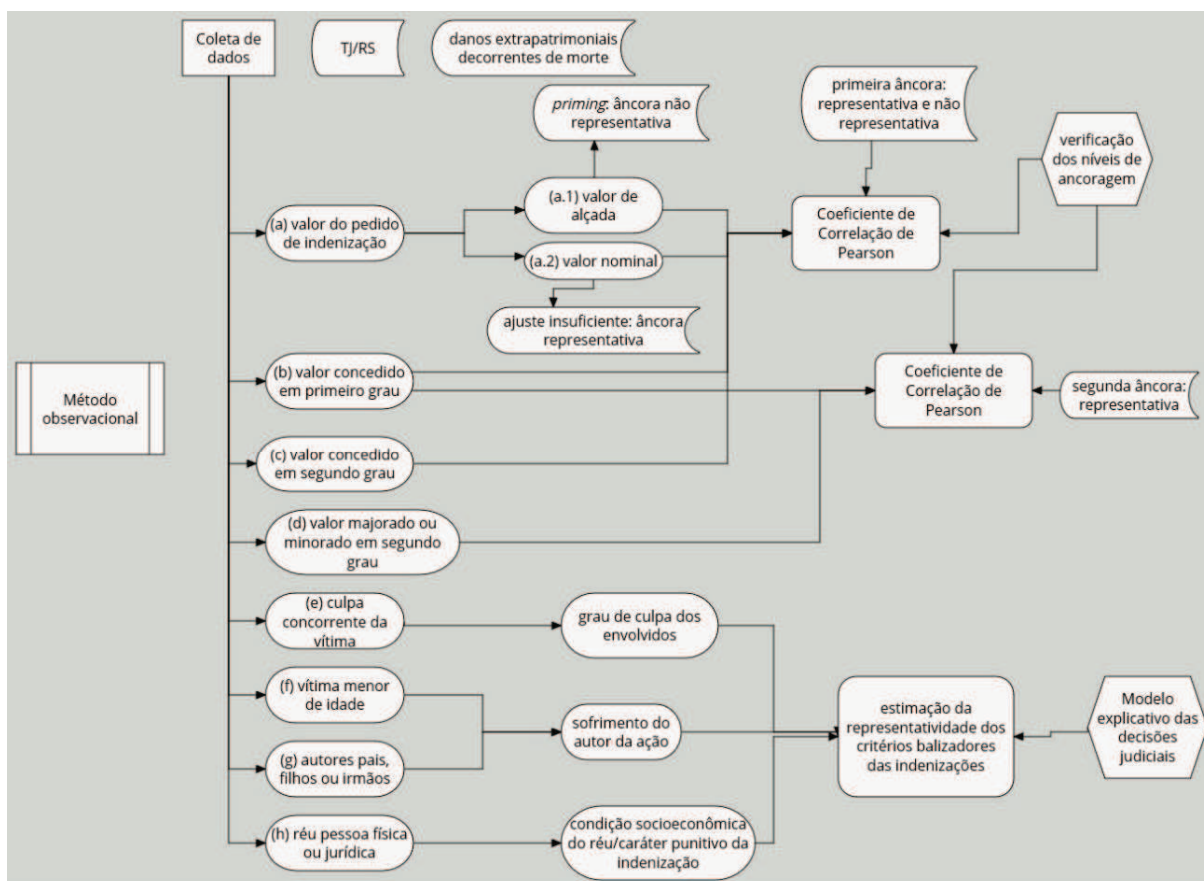 Coleta de
dados
TJ/RS
danos extrapatrimoniais
decorrentes de morte
priming: âncora não
representativa
primeira âncora:
representativa e não
representativa
verificação
dos níveis de
ancoragem
(a) valor do pedido
de indenização
(a.1) valor de
alçada
(a.2) valor nominal
Coeficiente de
Correlação de
Pearson
ajuste insuficiente: âncora
representativa
Método
observacional
(b) valor concedido
em primeiro grau
Coeficiente de
Correlação de
Pearson
segunda âncora:
representativa
(c) valor concedido
em segundo grau
(d) valor majorado ou
minorado em segundo
grau
(e) culpa
concorrente da
vítima
grau de culpa dos
envolvidos
(f) vítima menor
de idade
sofrimento do
autor da ação
estimação da
representatividade dos
critérios balizadores
das indenizações
Modelo
explicativo das
decisões
judiciais
(g) autores pais,
filhos ou irmãos
(h) réu pessoa física
ou jurídica
condição socioeconômica
do réu/caráter punitivo da
indenização